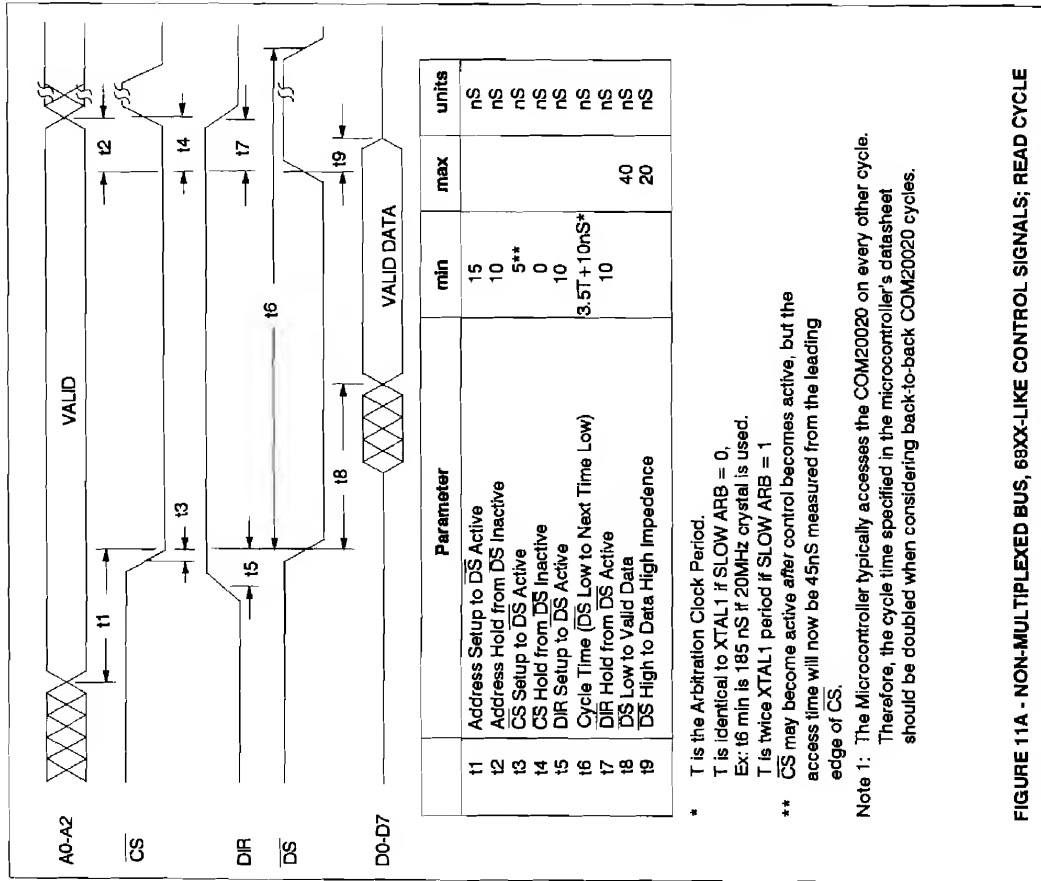 A0-A2
VALID
t1
t2
CS
t3
t4
DIR
t5
t7
DS
t6
t8
t9
D0-D7
VALID DATA
Parameter min max units
t1 Address Setup to DS Active 15 nS
t2 Address Hold from DS Inactive 10 nS
t3 CS Setup to DS Active 5** nS
t4 CS Hold from DS Inactive 0 nS
t5 DIR Setup to DS Active 10 nS
t6 Cycle Time (DS Low to Next Time Low) 3.5T+10nS* nS
t7 DIR Hold from DS Active 10 nS
t8 DS Low to Valid Data 40 nS
t9 DS High to Data High Impedence 20 nS
* T is the Arbitration Clock Period.
T is identical to XTAL1 if SLOW ARB = 0,
Ex: t6 min is 185 nS if 20MHz crystal is used.
T is twice XTAL1 period if SLOW ARB = 1
** CS may become active after control becomes active, but the
access time will now be 45nS measured from the leading
edge of CS.
Note 1: The Microcontroller typically accesses the COM20020 on every other cycle.
Therefore, the cycle time specified in the microcontroller's datasheet
should be doubled when considering back-to-back COM20020 cycles.
FIGURE 11A - NON-MULTIPLEXED BUS, 68XX-LIKE CONTROL SIGNALS; READ CYCLE